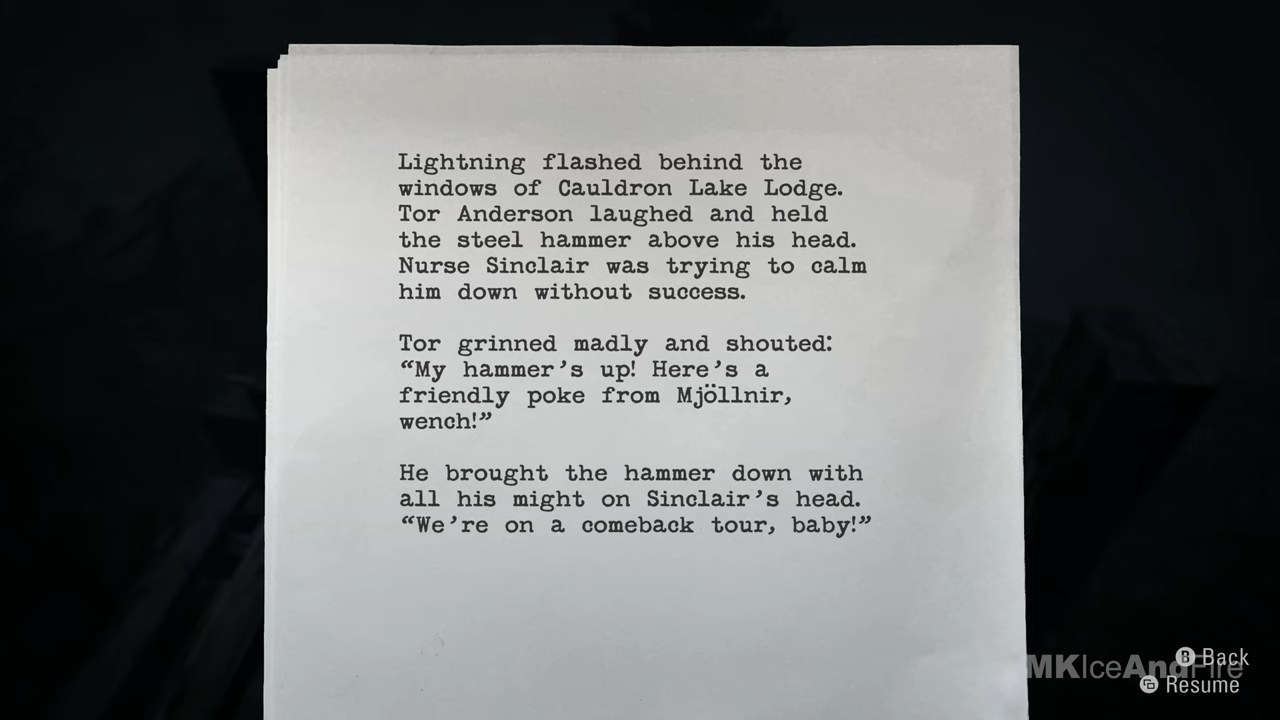 Lightning flashed behind the
windows of Cauldron Lake Lodge.
Tor Anderson laughed and held
the steel hammer above his head.
Nurse Sinclair was trying to calm
him down without success.
Tor grinned madly and shouted:
“My hammer’s up! Here’s a
friendly poke from Mjöllnir,
wench!”
He brought the hammer down with
all his might on Sinclair’s head.
“We’re on a comeback tour, baby!”
MKIceAndFire
B Back
Resume